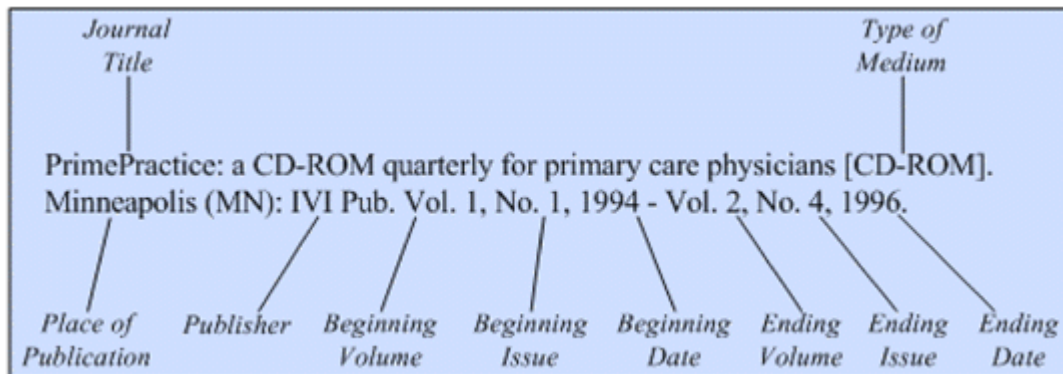 Journal Type of
Title Medium
PrimePractice: a CD-ROM quarterly for primary care physicians [CD-ROM].
Minneapolis (MN): IVI Pub. Vol. 1, No. 1, 1994 - Vol. 2, No. 4, 1996.
Place of Publisher Beginning Beginning Beginning Ending Ending Ending
Publication Volume Issue Date Volume Issue Date